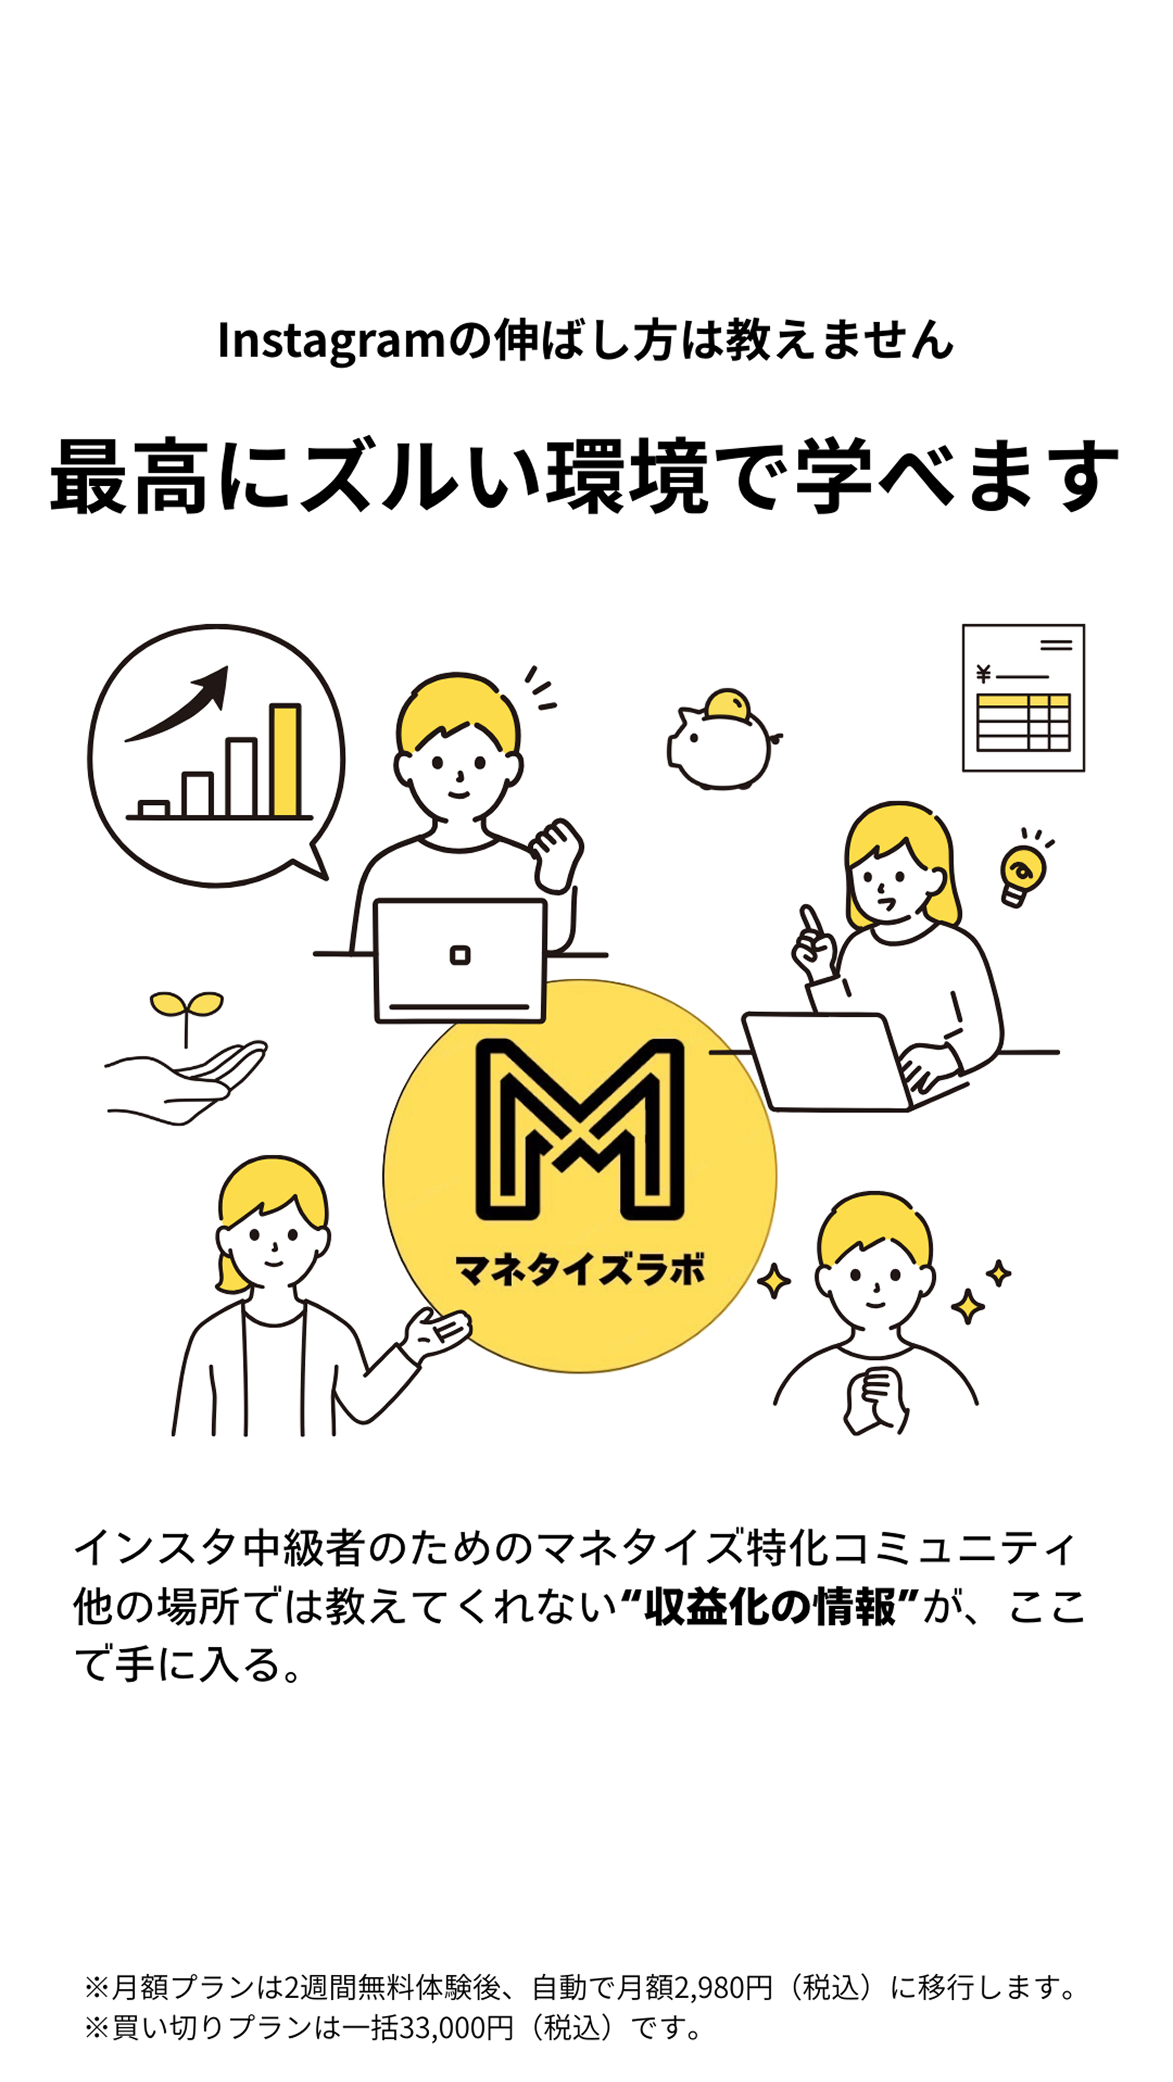 Instagramの伸ばし方は教えません
最高にズルい環境で学べます
¥
マネタイズラボ
インスタ中級者のためのマネタイズ特化コミュニティ
他の場所では教えてくれない“収益化の情報”が、ここ
で手に入る。
※月額プランは2週間無料体験後、自動で月額2,980円（税込）に移行します。
※買い切りプランは一括33,000円（税込）です。